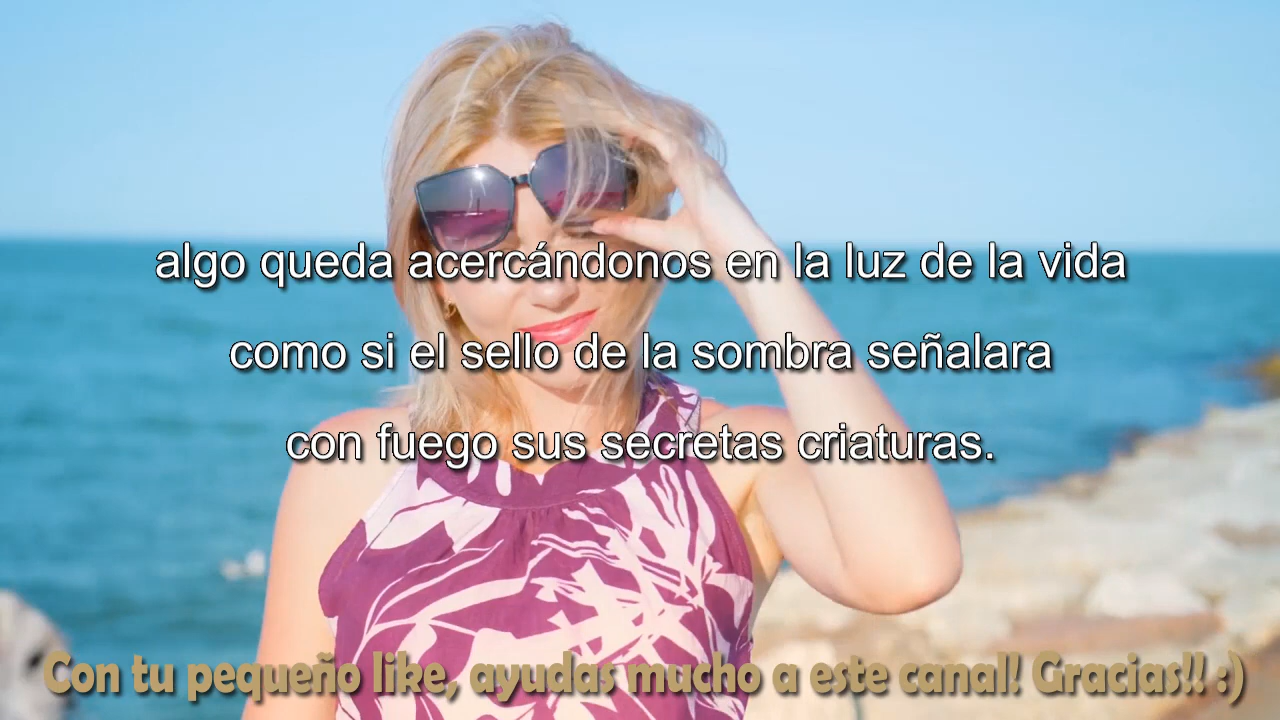 algo queda acercándonos en la luz de la vida
como si el sello de la sombra señalara
con fuego sus secretas criaturas.
Con tu pequeño like, ayudas mucho a este canal! Gracias!! :)